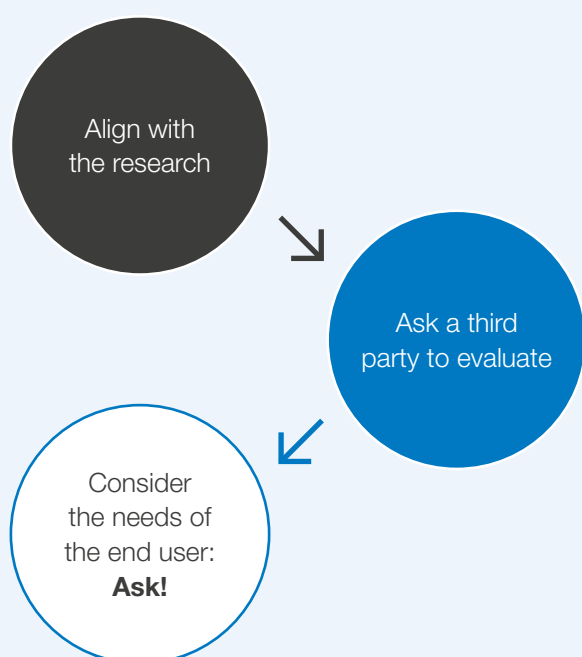 Align with
the research
Ask a third
party to evaluate
Consider
the needs of
the end user:
Ask!